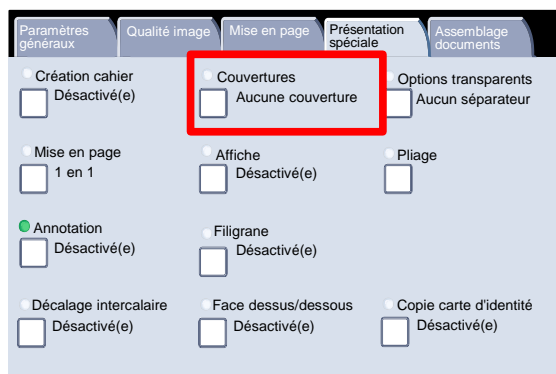 Paramètres
généraux
Qualité image
Mise en page
Présentation
spéciale
Assemblage
documents
Création cahier
Désactivé(e)
Couvertures
Aucune couverture
Options transparents
Aucun séparateur
Mise en page
1 en 1
Affiche
Désactivé(e)
Pliage
Annotation
Désactivé(e)
Filigrane
Désactivé(e)
Décalage intercalaire
Désactivé(e)
Face dessus/dessous
Désactivé(e)
Copie carte d'identité
Désactivé(e)